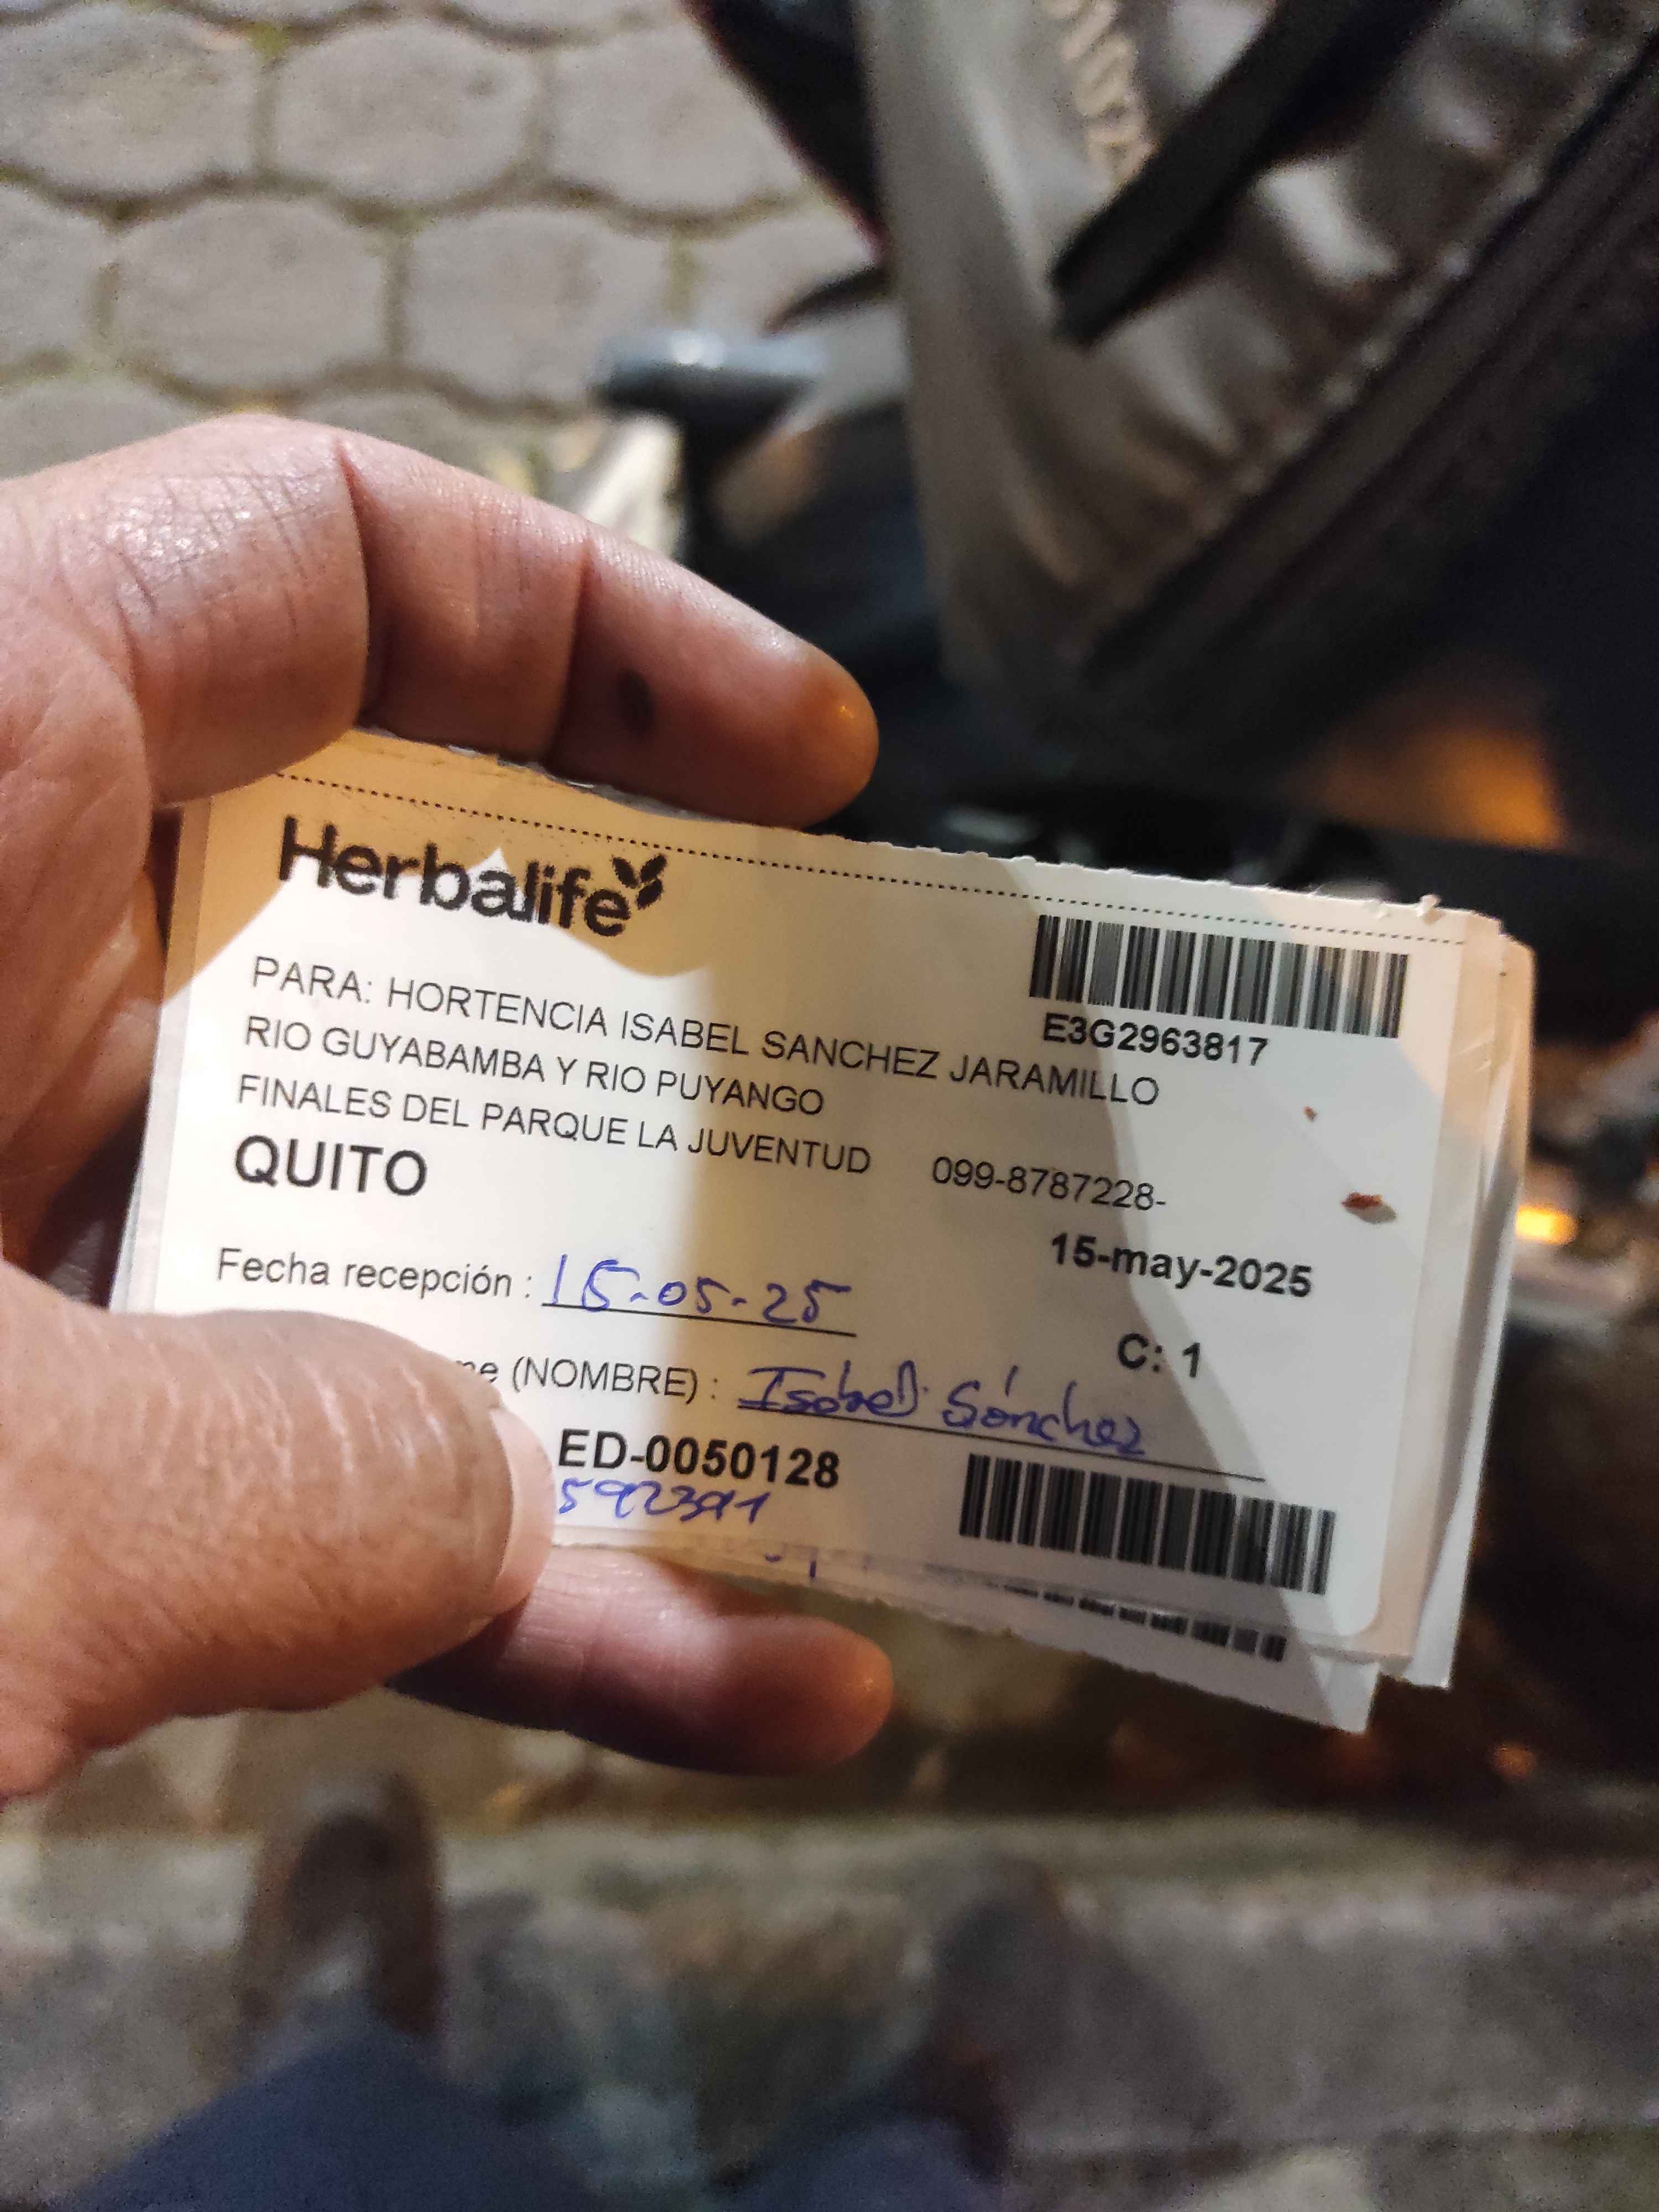 Herbalife
E3G2963817
PARA: HORTENCIA ISABEL SANCHEZ JARAMILLO
RIO GUYABAMBA Y RIO PUYANGO
FINALES DEL PARQUE LA JUVENTUD 099-8787228-
QUITO
15-may-2025
Fecha recepción : 15-05-25
C: 1
(NOMBRE) : Isabel Sánchez
ED-0050128